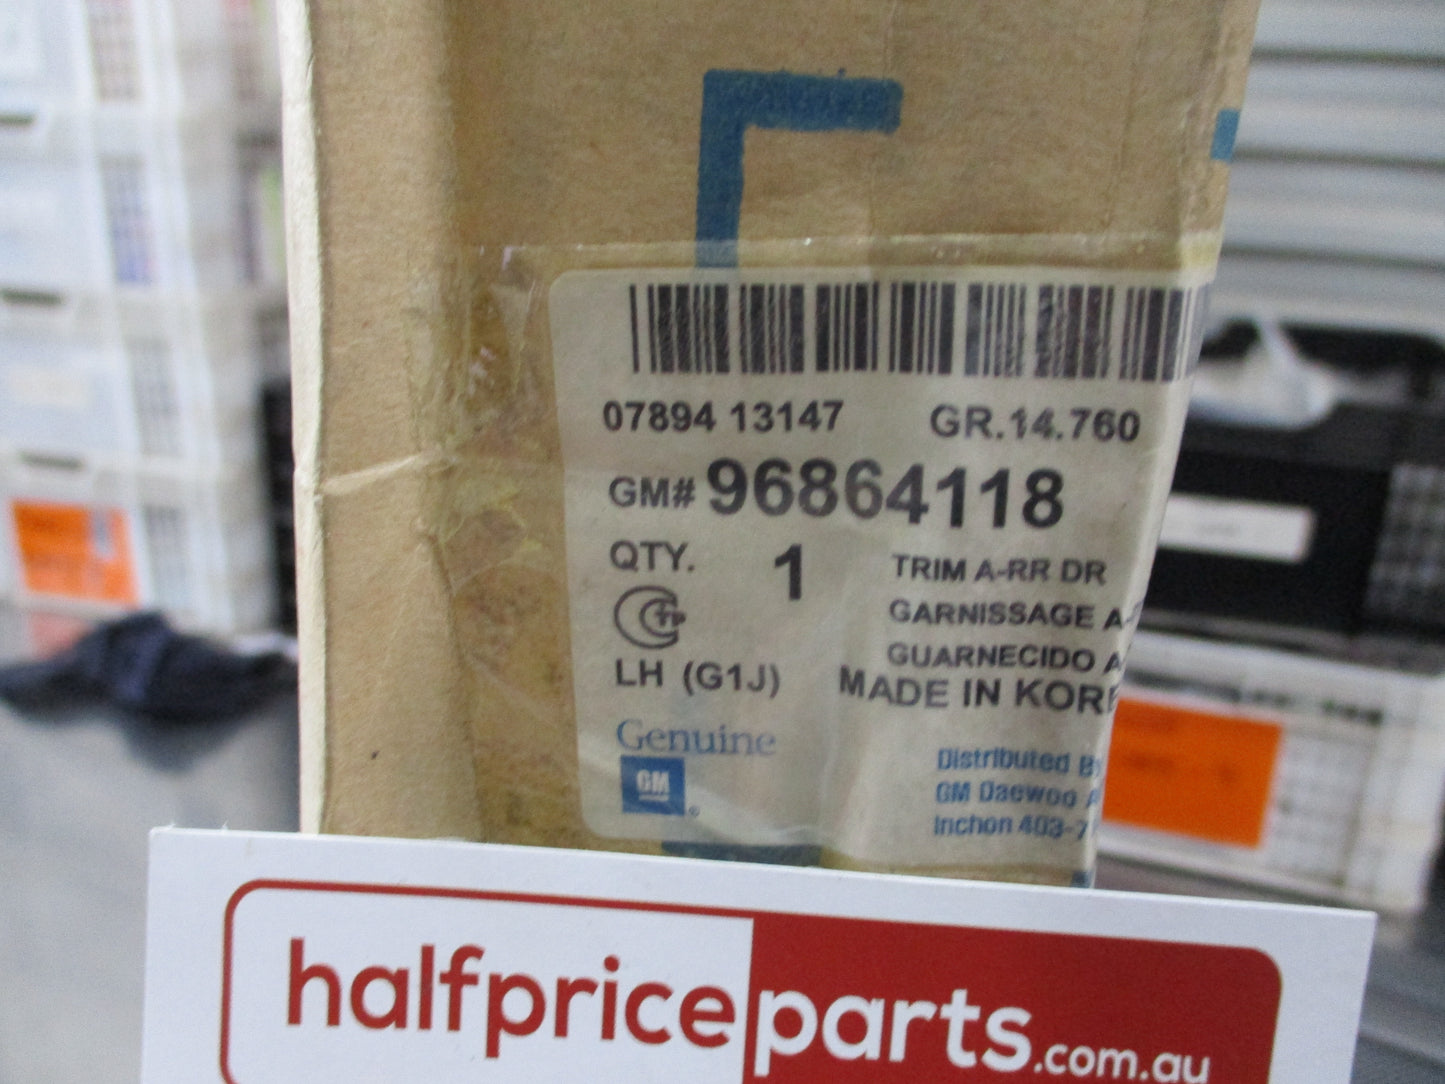 07894 13147 GR.14.760
GM# 96864118
QTY. 1 TRIM A-RR DR
GARNISSAGE A-
GUARNECIDO A
LH (G1J) MADE IN KORE
Genuine
GM
Distributed By
GM Daewoo A
Inchon 403-7
halfpriceparts.com.au